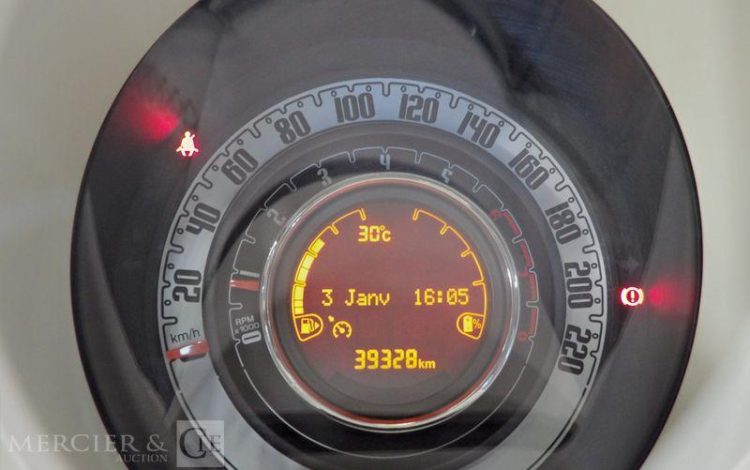 20 40 60 80 100 120 140 160 180 200 220
km/h
1 2 3 4 5
RPM
x1000
0
30°c
3 Janv 16:05
%
39328km
MERCIER & CIE
AUCTION